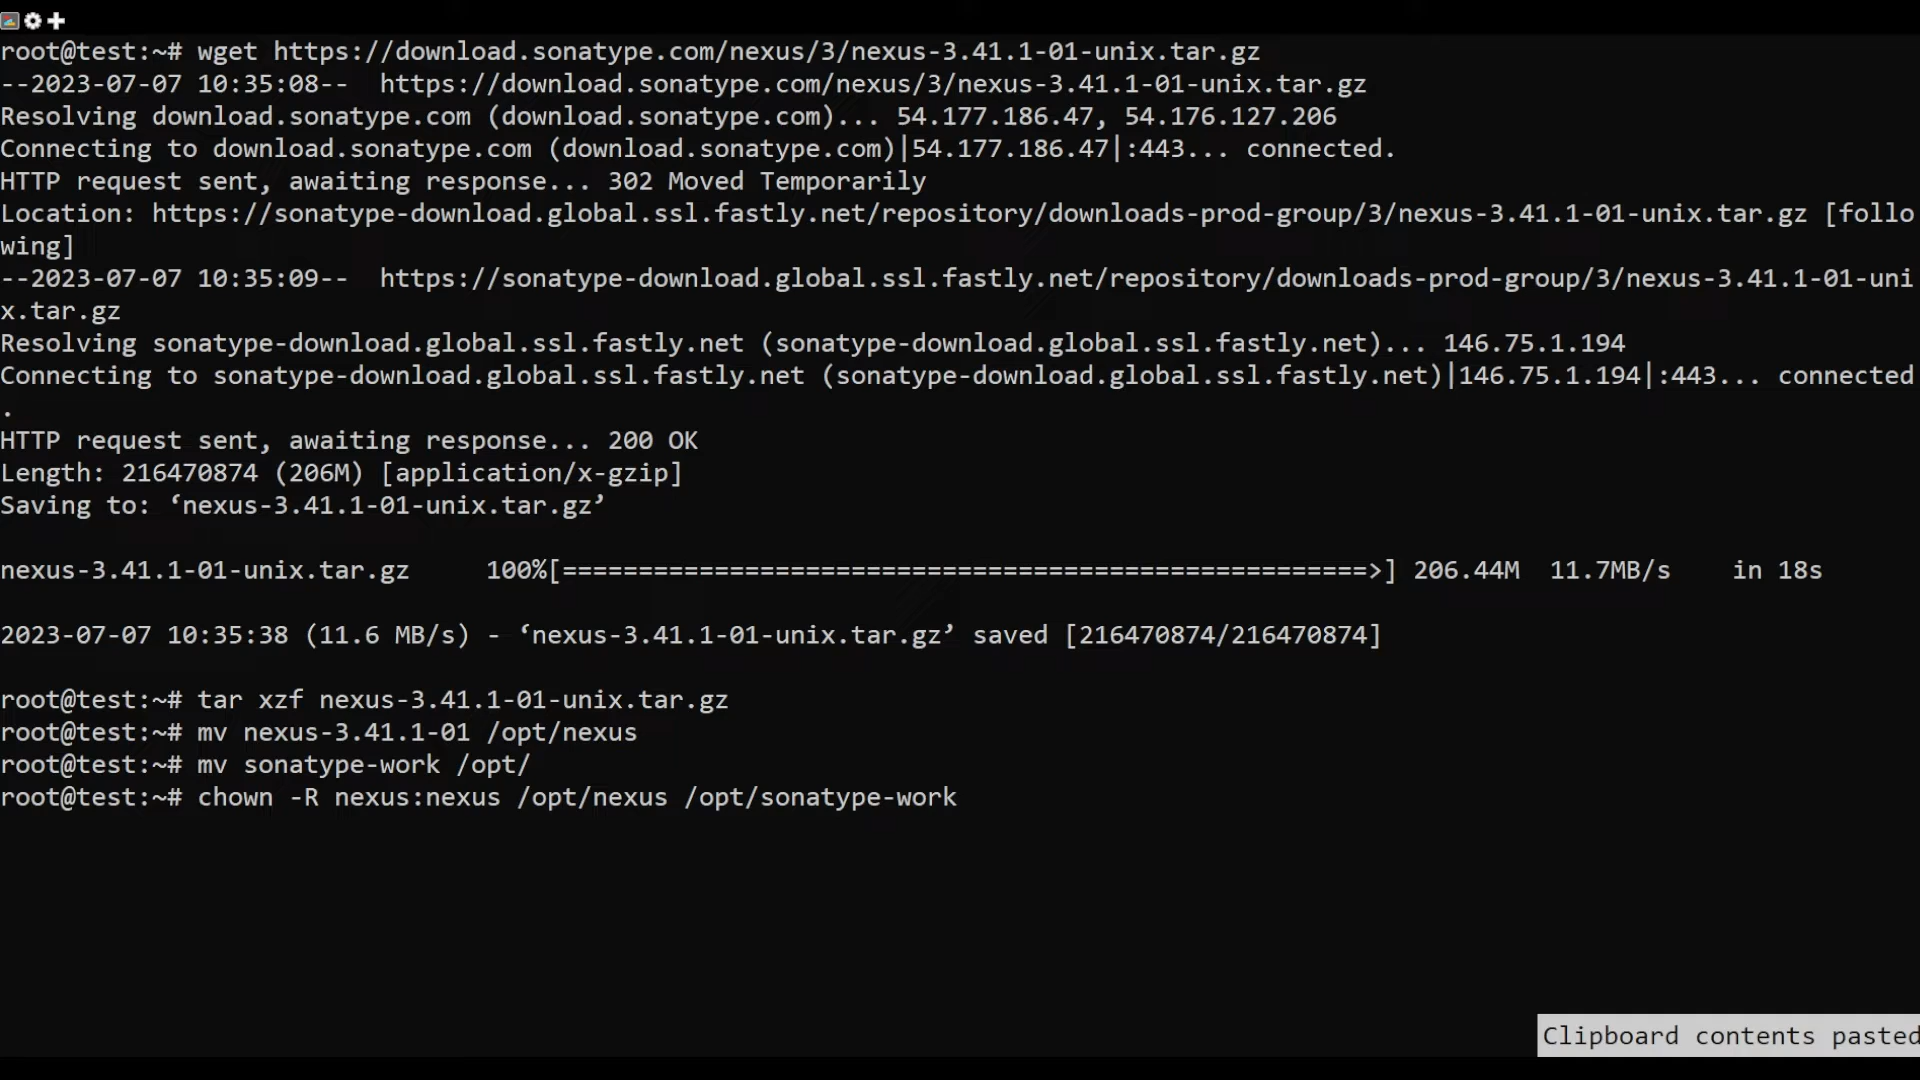 root@test:~# wget https://download.sonatype.com/nexus/3/nexus-3.41.1-01-unix.tar.gz
--2023-07-07 10:35:08--  https://download.sonatype.com/nexus/3/nexus-3.41.1-01-unix.tar.gz
Resolving download.sonatype.com (download.sonatype.com)... 54.177.186.47, 54.176.127.206
Connecting to download.sonatype.com (download.sonatype.com)|54.177.186.47|:443... connected.
HTTP request sent, awaiting response... 302 Moved Temporarily
Location: https://sonatype-download.global.ssl.fastly.net/repository/downloads-prod-group/3/nexus-3.41.1-01-unix.tar.gz [follo
wing]
--2023-07-07 10:35:09--  https://sonatype-download.global.ssl.fastly.net/repository/downloads-prod-group/3/nexus-3.41.1-01-uni
x.tar.gz
Resolving sonatype-download.global.ssl.fastly.net (sonatype-download.global.ssl.fastly.net)... 146.75.1.194
Connecting to sonatype-download.global.ssl.fastly.net (sonatype-download.global.ssl.fastly.net)|146.75.1.194|:443... connected
.
HTTP request sent, awaiting response... 200 OK
Length: 216470874 (206M) [application/x-gzip]
Saving to: ‘nexus-3.41.1-01-unix.tar.gz’
nexus-3.41.1-01-unix.tar.gz     100%[=====================================================>] 206.44M  11.7MB/s    in 18s
2023-07-07 10:35:38 (11.6 MB/s) - ‘nexus-3.41.1-01-unix.tar.gz’ saved [216470874/216470874]
root@test:~# tar xzf nexus-3.41.1-01-unix.tar.gz
root@test:~# mv nexus-3.41.1-01 /opt/nexus
root@test:~# mv sonatype-work /opt/
root@test:~# chown -R nexus:nexus /opt/nexus /opt/sonatype-work
Clipboard contents pasted